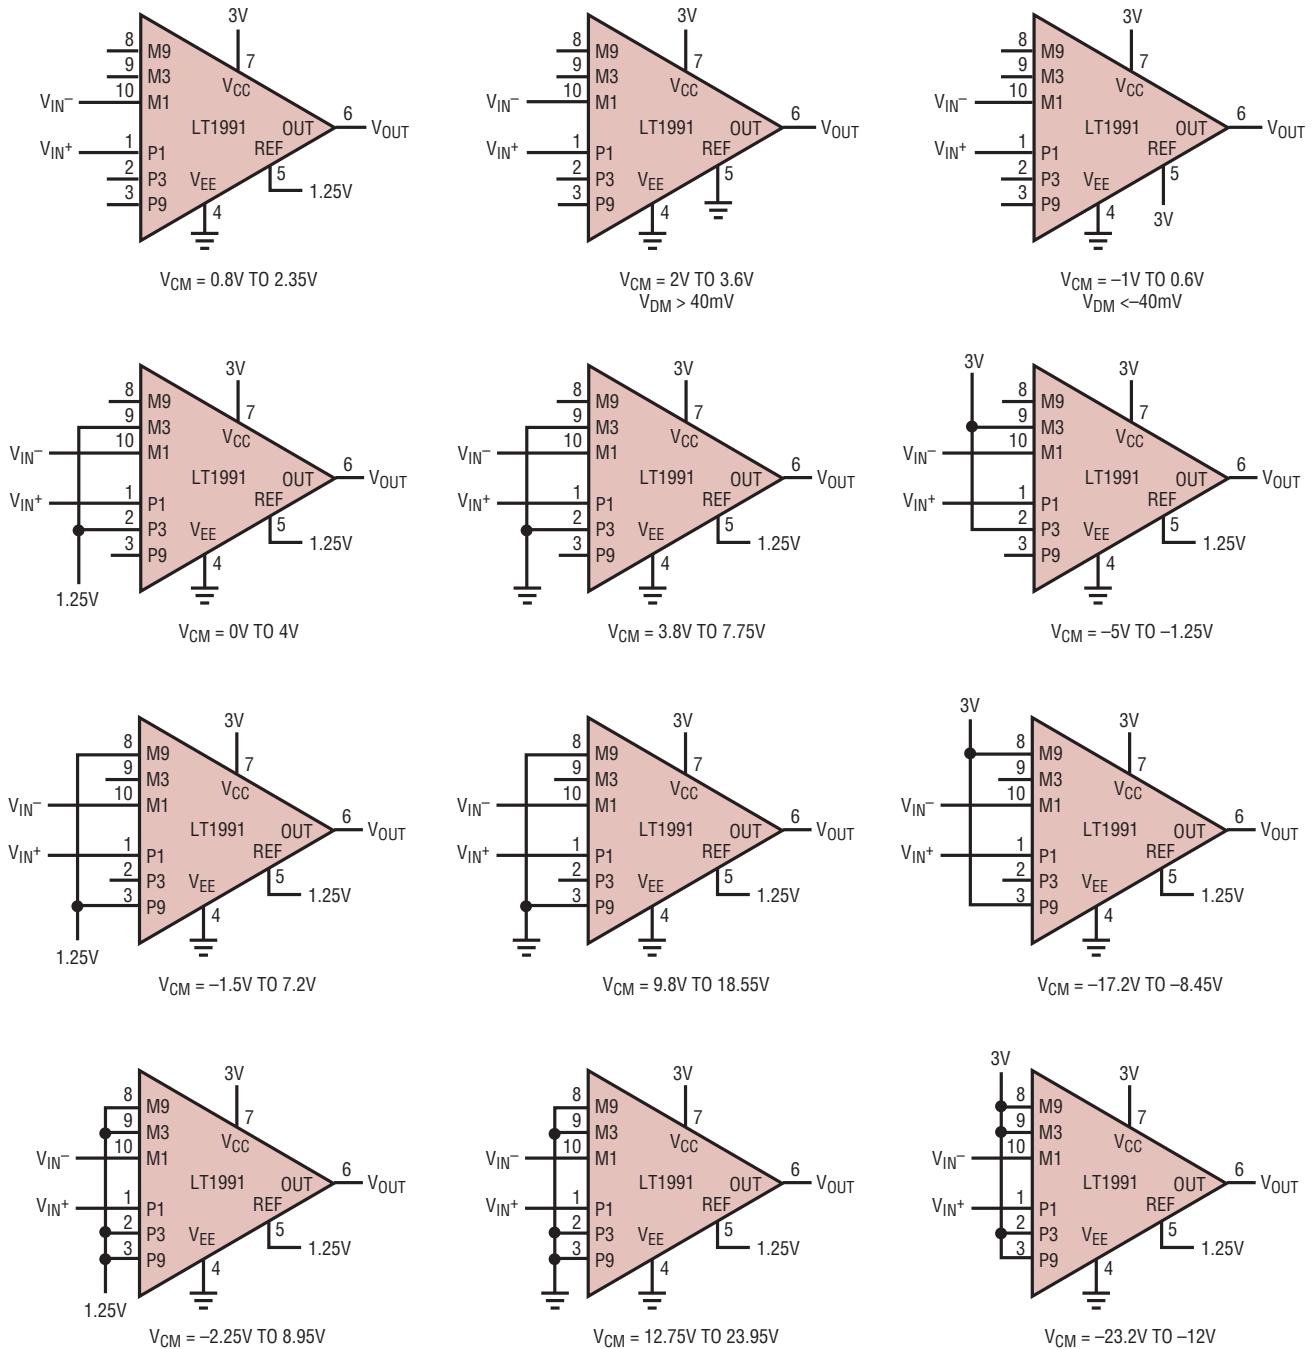 3V
8 M9
7
9 M3
VCC
10 M1
VIN–
LT1991
OUT
6
VOUT
VIN+
1 P1
REF
2 P3
5
1.25V
VEE
3 P9
4
VCM = 0.8V TO 2.35V
3V
8 M9
7
9 M3
VCC
10 M1
VIN–
LT1991
OUT
6
VOUT
VIN+
1 P1
REF
2 P3
5
VEE
3 P9
4
VCM = 2V TO 3.6V
VDM > 40mV
3V
8 M9
7
9 M3
VCC
10 M1
VIN–
LT1991
OUT
6
VOUT
VIN+
1 P1
REF
2 P3
5
VEE
3 P9
3V
4
VCM = –1V TO 0.6V
VDM <–40mV
3V
8 M9
7
9 M3
VCC
10 M1
VIN–
LT1991
OUT
6
VOUT
VIN+
1 P1
REF
2 P3
5
1.25V
VEE
3 P9
4
1.25V
VCM = 0V TO 4V
3V
8 M9
7
9 M3
VCC
10 M1
VIN–
LT1991
OUT
6
VOUT
VIN+
1 P1
REF
2 P3
5
1.25V
VEE
3 P9
4
VCM = 3.8V TO 7.75V
3V
3V
8 M9
7
9 M3
VCC
10 M1
VIN–
LT1991
OUT
6
VOUT
VIN+
1 P1
REF
2 P3
5
1.25V
VEE
3 P9
4
VCM = –5V TO –1.25V
3V
8 M9
7
9 M3
VCC
10 M1
VIN–
LT1991
OUT
6
VOUT
VIN+
1 P1
REF
2 P3
5
1.25V
VEE
3 P9
4
1.25V
VCM = –1.5V TO 7.2V
3V
8 M9
7
9 M3
VCC
10 M1
VIN–
LT1991
OUT
6
VOUT
VIN+
1 P1
REF
2 P3
5
1.25V
VEE
3 P9
4
VCM = 9.8V TO 18.55V
3V
3V
8 M9
7
9 M3
VCC
10 M1
VIN–
LT1991
OUT
6
VOUT
VIN+
1 P1
REF
2 P3
5
1.25V
VEE
3 P9
4
VCM = –17.2V TO –8.45V
3V
8 M9
7
9 M3
VCC
10 M1
VIN–
LT1991
OUT
6
VOUT
VIN+
1 P1
REF
2 P3
5
1.25V
VEE
3 P9
4
1.25V
VCM = –2.25V TO 8.95V
3V
8 M9
7
9 M3
VCC
10 M1
VIN–
LT1991
OUT
6
VOUT
VIN+
1 P1
REF
2 P3
5
1.25V
VEE
3 P9
4
VCM = 12.75V TO 23.95V
3V
3V
8 M9
7
9 M3
VCC
10 M1
VIN–
LT1991
OUT
6
VOUT
VIN+
1 P1
REF
2 P3
5
1.25V
VEE
3 P9
4
VCM = –23.2V TO –12V